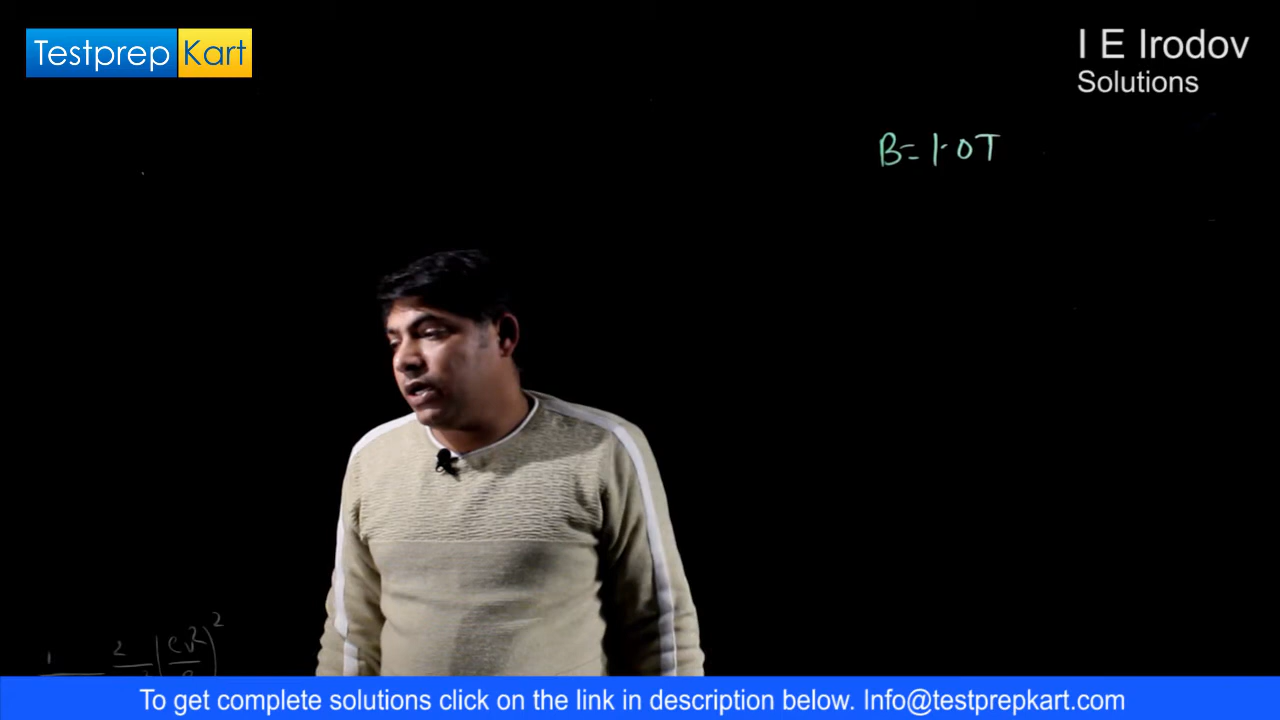 Testprep Kart
I E Irodov
Solutions
B = 1.0T
To get complete solutions click on the link in description below. Info@testprepkart.com